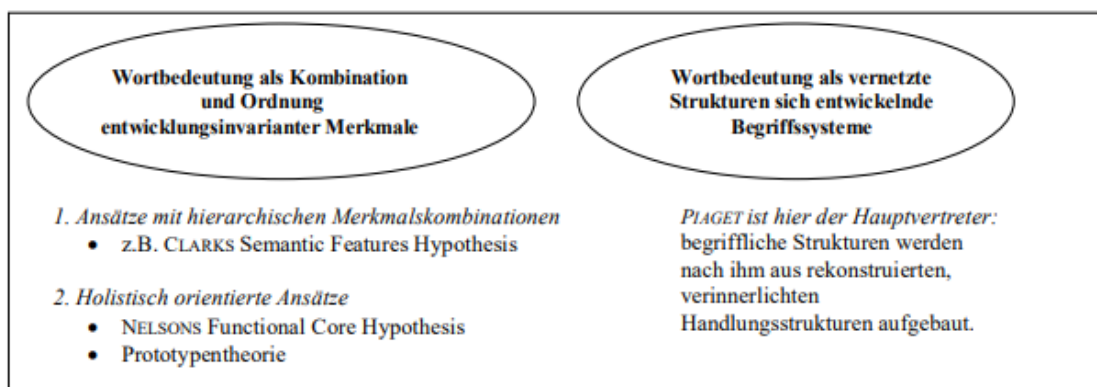 Wortbedeutung als Kombination
und Ordnung
entwicklungsinvarianter Merkmale
Wortbedeutung als vernetzte
Strukturen sich entwickelnde
Begriffssysteme
1. Ansätze mit hierarchischen Merkmalskombinationen
• z.B. CLARKS Semantic Features Hypothesis
2. Holistisch orientierte Ansätze
• NELSONS Functional Core Hypothesis
• Prototypentheorie
PIAGET ist hier der Hauptvertreter:
begriffliche Strukturen werden
nach ihm aus rekonstruierten,
verinnerlichten
Handlungsstrukturen aufgebaut.